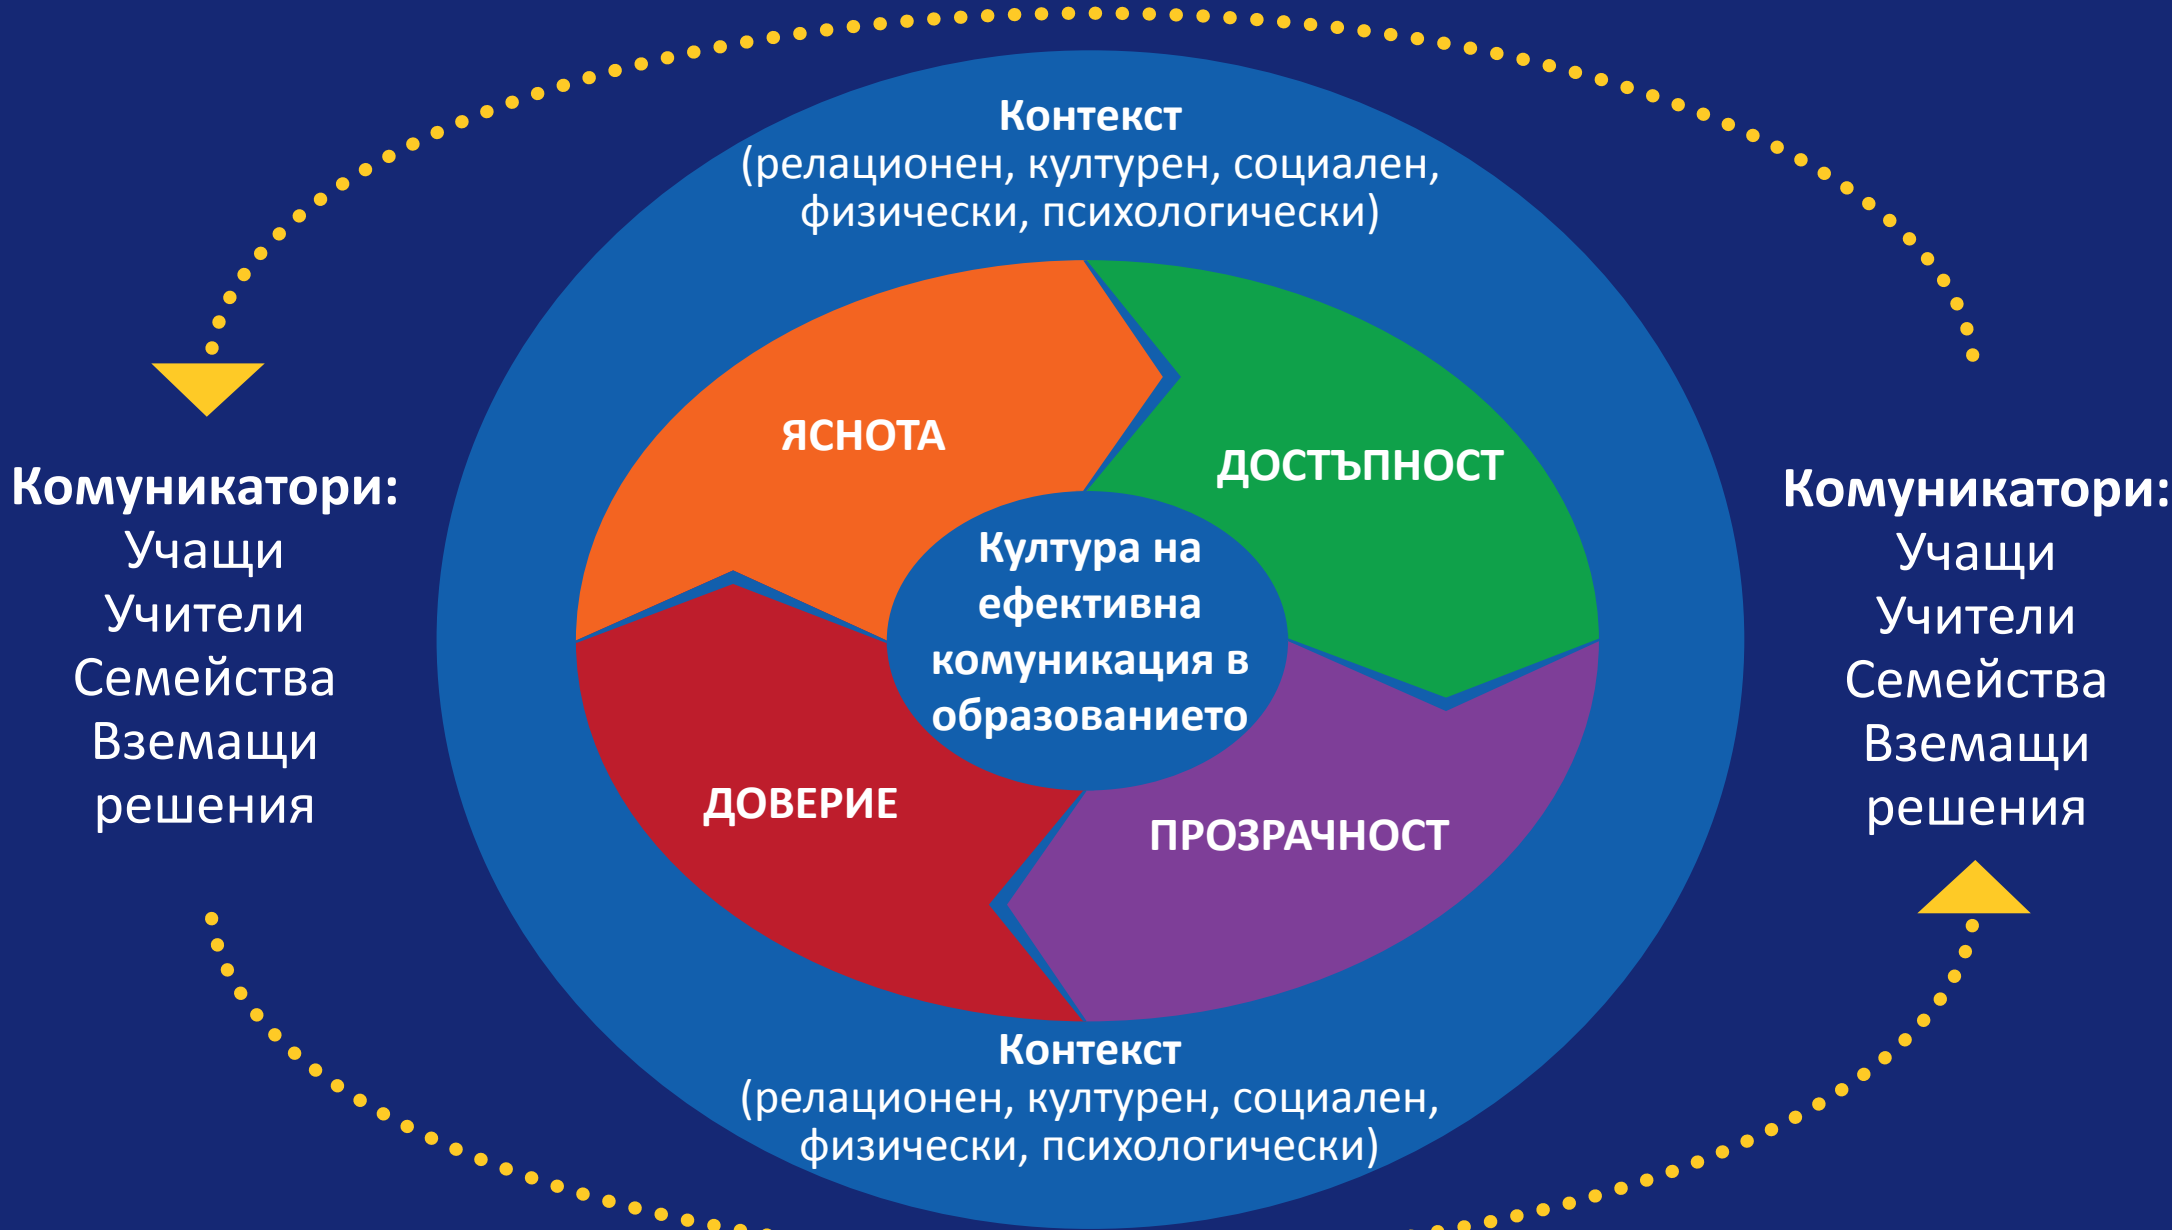 Контекст
(релационен, културен, социален,
физически, психологически)
ЯСНОТА
ДОСТЪПНОСТ
Комуникатори:
Учащи
Учители
Семейства
Вземащи
решения
Култура на
ефективна
комуникация в
образованието
Комуникатори:
Учащи
Учители
Семейства
Вземащи
решения
ДОВЕРИЕ
ПРОЗРАЧНОСТ
Контекст
(релационен, културен, социален,
физически, психологически)